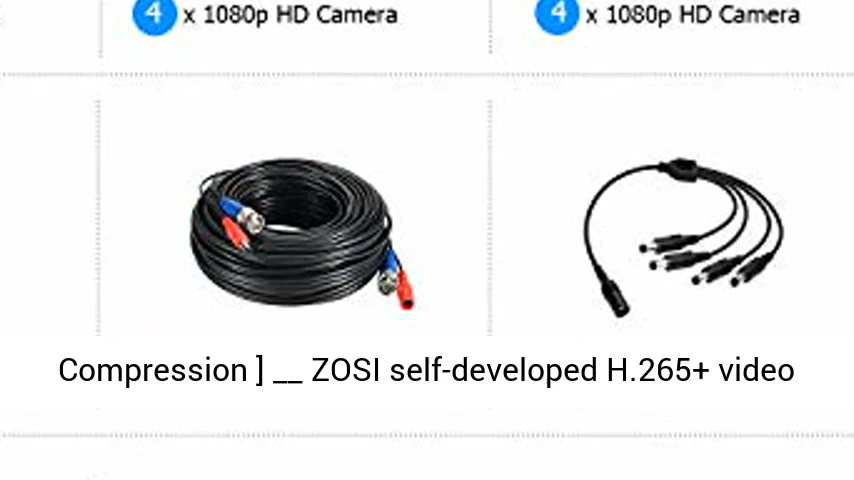 4 x 1080p HD Camera
4 x 1080p HD Camera
Compression ] __ ZOSI self-developed H.265+ video